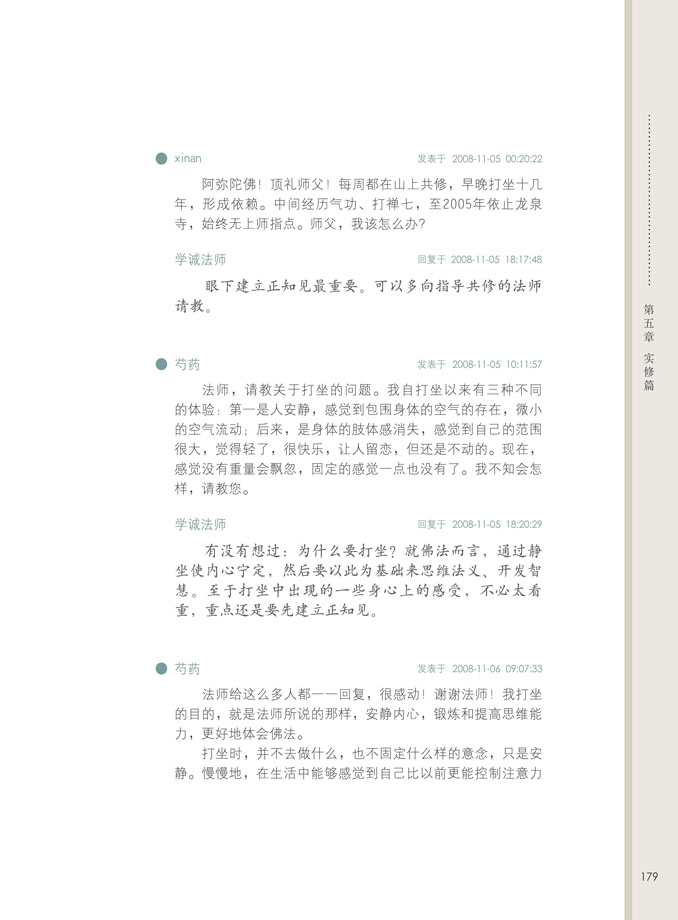 xinan 发表于 2008-11-05 00:20:22
阿弥陀佛！顶礼师父！每周都在山上共修，早晚打坐十几
年，形成依赖。中间经历气功、打禅七，至2005年依止龙泉
寺，始终无上师指点。师父，我该怎么办？
学诚法师 回复于 2008-11-05 18:17:48
眼下建立正知见最重要。可以多向指导共修的法师
请教。
芍药 发表于 2008-11-05 10:11:57
法师，请教关于打坐的问题。我自打坐以来有三种不同
的体验：第一是人安静，感觉到包围身体的空气的存在，微小
的空气流动；后来，是身体的肢体感消失，感觉到自己的范围
很大，觉得轻了，很快乐，让人留恋，但还是不动的。现在，
感觉没有重量会飘忽，固定的感觉一点也没有了。我不知会怎
样，请教您。
学诚法师 回复于 2008-11-05 18:20:29
有没有想过：为什么要打坐？就佛法而言，通过静
坐使内心宁定，然后要以此为基础来思维法义、开发智
慧。至于打坐中出现的一些身心上的感受，不必太看
重，重点还是要先建立正知见。
芍药 发表于 2008-11-06 09:07:33
法师给这么多人都一一回复，很感动！谢谢法师！我打坐
的目的，就是法师所说的那样，安静内心，锻炼和提高思维能
力，更好地体会佛法。
打坐时，并不去做什么，也不固定什么样的意念，只是安
静。慢慢地，在生活中能够感觉到自己比以前更能控制注意力
第五章 实修篇
179